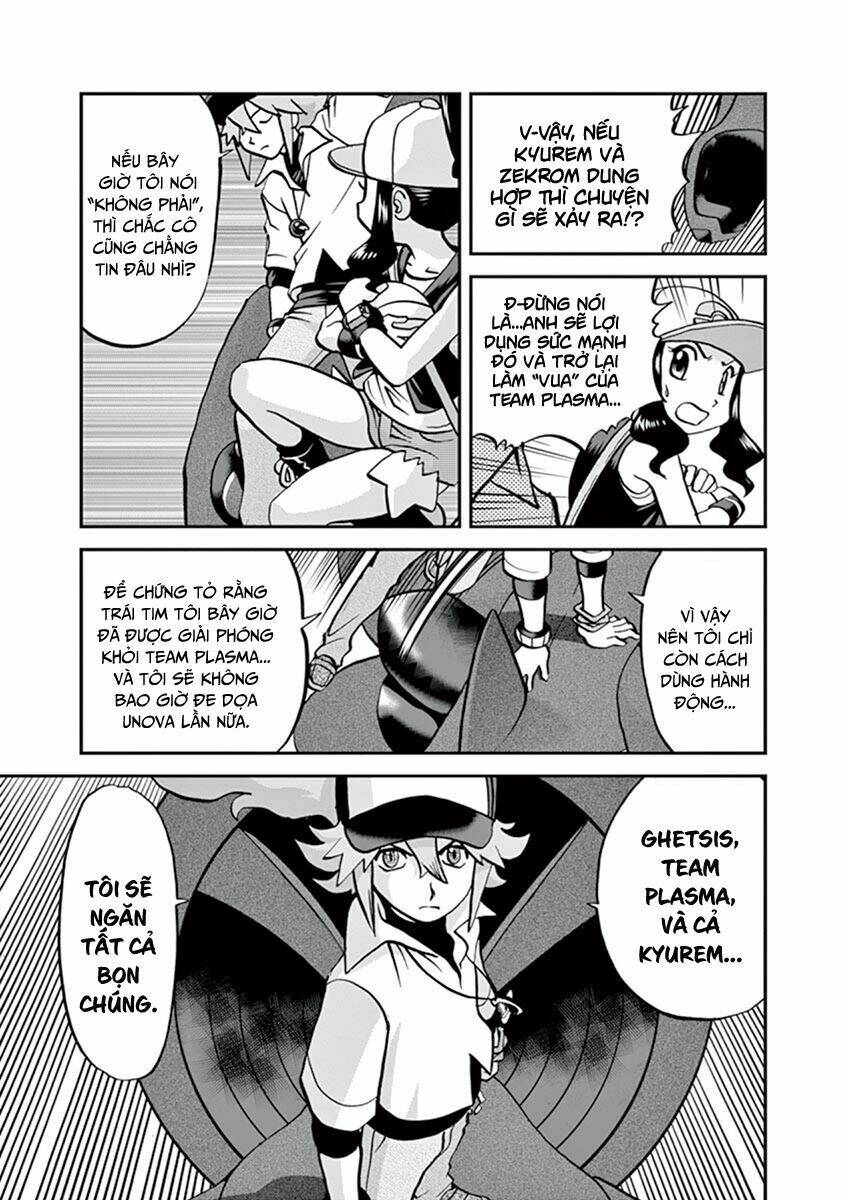 V-VẬY, NẾU
KYUREM VÀ
ZEKROM DUNG
HỢP THÌ CHUYỆN
GÌ SẼ XẢY RA!?
Đ-ĐỪNG NÓI
LÀ...ANH SẼ LỢI
DỤNG SỨC MẠNH
ĐÓ VÀ TRỞ LẠI
LÀM "VUA" CỦA
TEAM PLASMA...
NẾU BÂY
GIỜ TÔI NÓI
"KHÔNG PHẢI",
THÌ CHẮC CÔ
CŨNG CHẲNG
TIN ĐÂU NHỈ?
VÌ VẬY
NÊN TÔI CHỈ
CÒN CÁCH
DÙNG HÀNH
ĐỘNG...
ĐỂ CHỨNG TỎ RẰNG
TRÁI TIM TÔI BÂY GIỜ
ĐÃ ĐƯỢC GIẢI PHÓNG
KHỎI TEAM PLASMA...
VÀ TÔI SẼ KHÔNG
BAO GIỜ ĐE DỌA
UNOVA LẦN NỮA.
GHETSIS,
TEAM
PLASMA,
VÀ CẢ
KYUREM...
TÔI SẼ
NGĂN
TẤT CẢ
BỌN
CHÚNG.